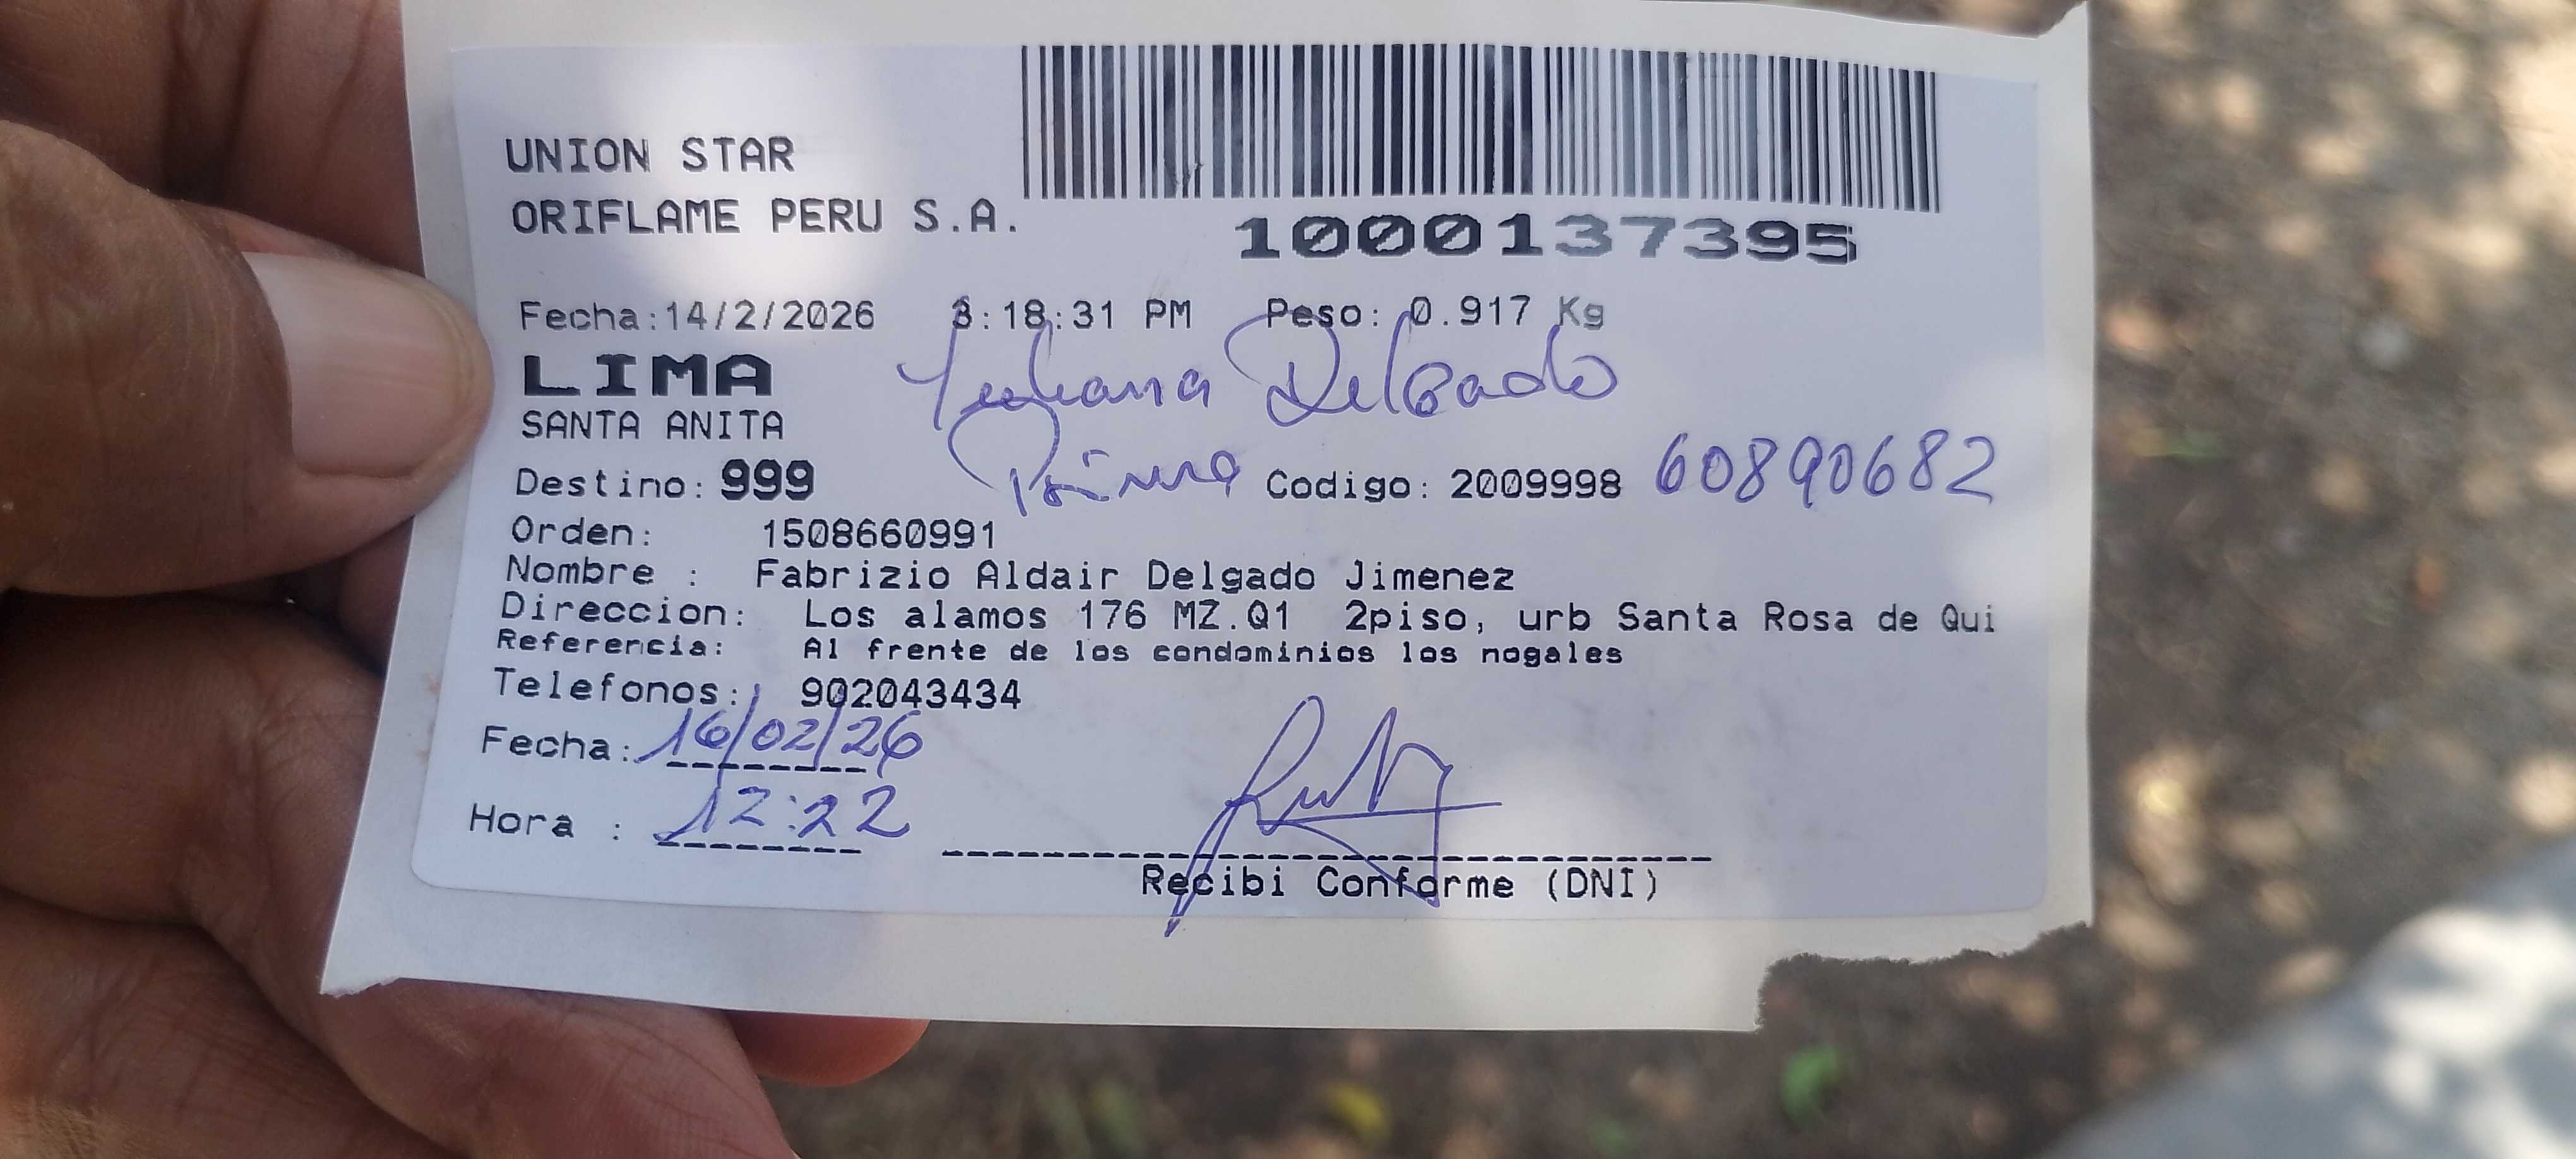 UNION STAR
ORIFLAME PERU S.A.
1000137395
Fecha:14/2/2026 3:18:31 PM Peso: 0.917 Kg
LIMA
Yuliana Delgado
SANTA ANITA
Prima
Destino: 999 Codigo: 2009998 60890682
Orden: 1508660991
Nombre : Fabrizio Aldair Delgado Jimenez
Direccion: Los alamos 176 MZ.Q1 2piso, urb Santa Rosa de Qui
Referencia: Al frente de los condominios los nogales
Telefonos: 902043434
Fecha: 16/02/26
Hora : 12:22
Recibi Conforme (DNI)